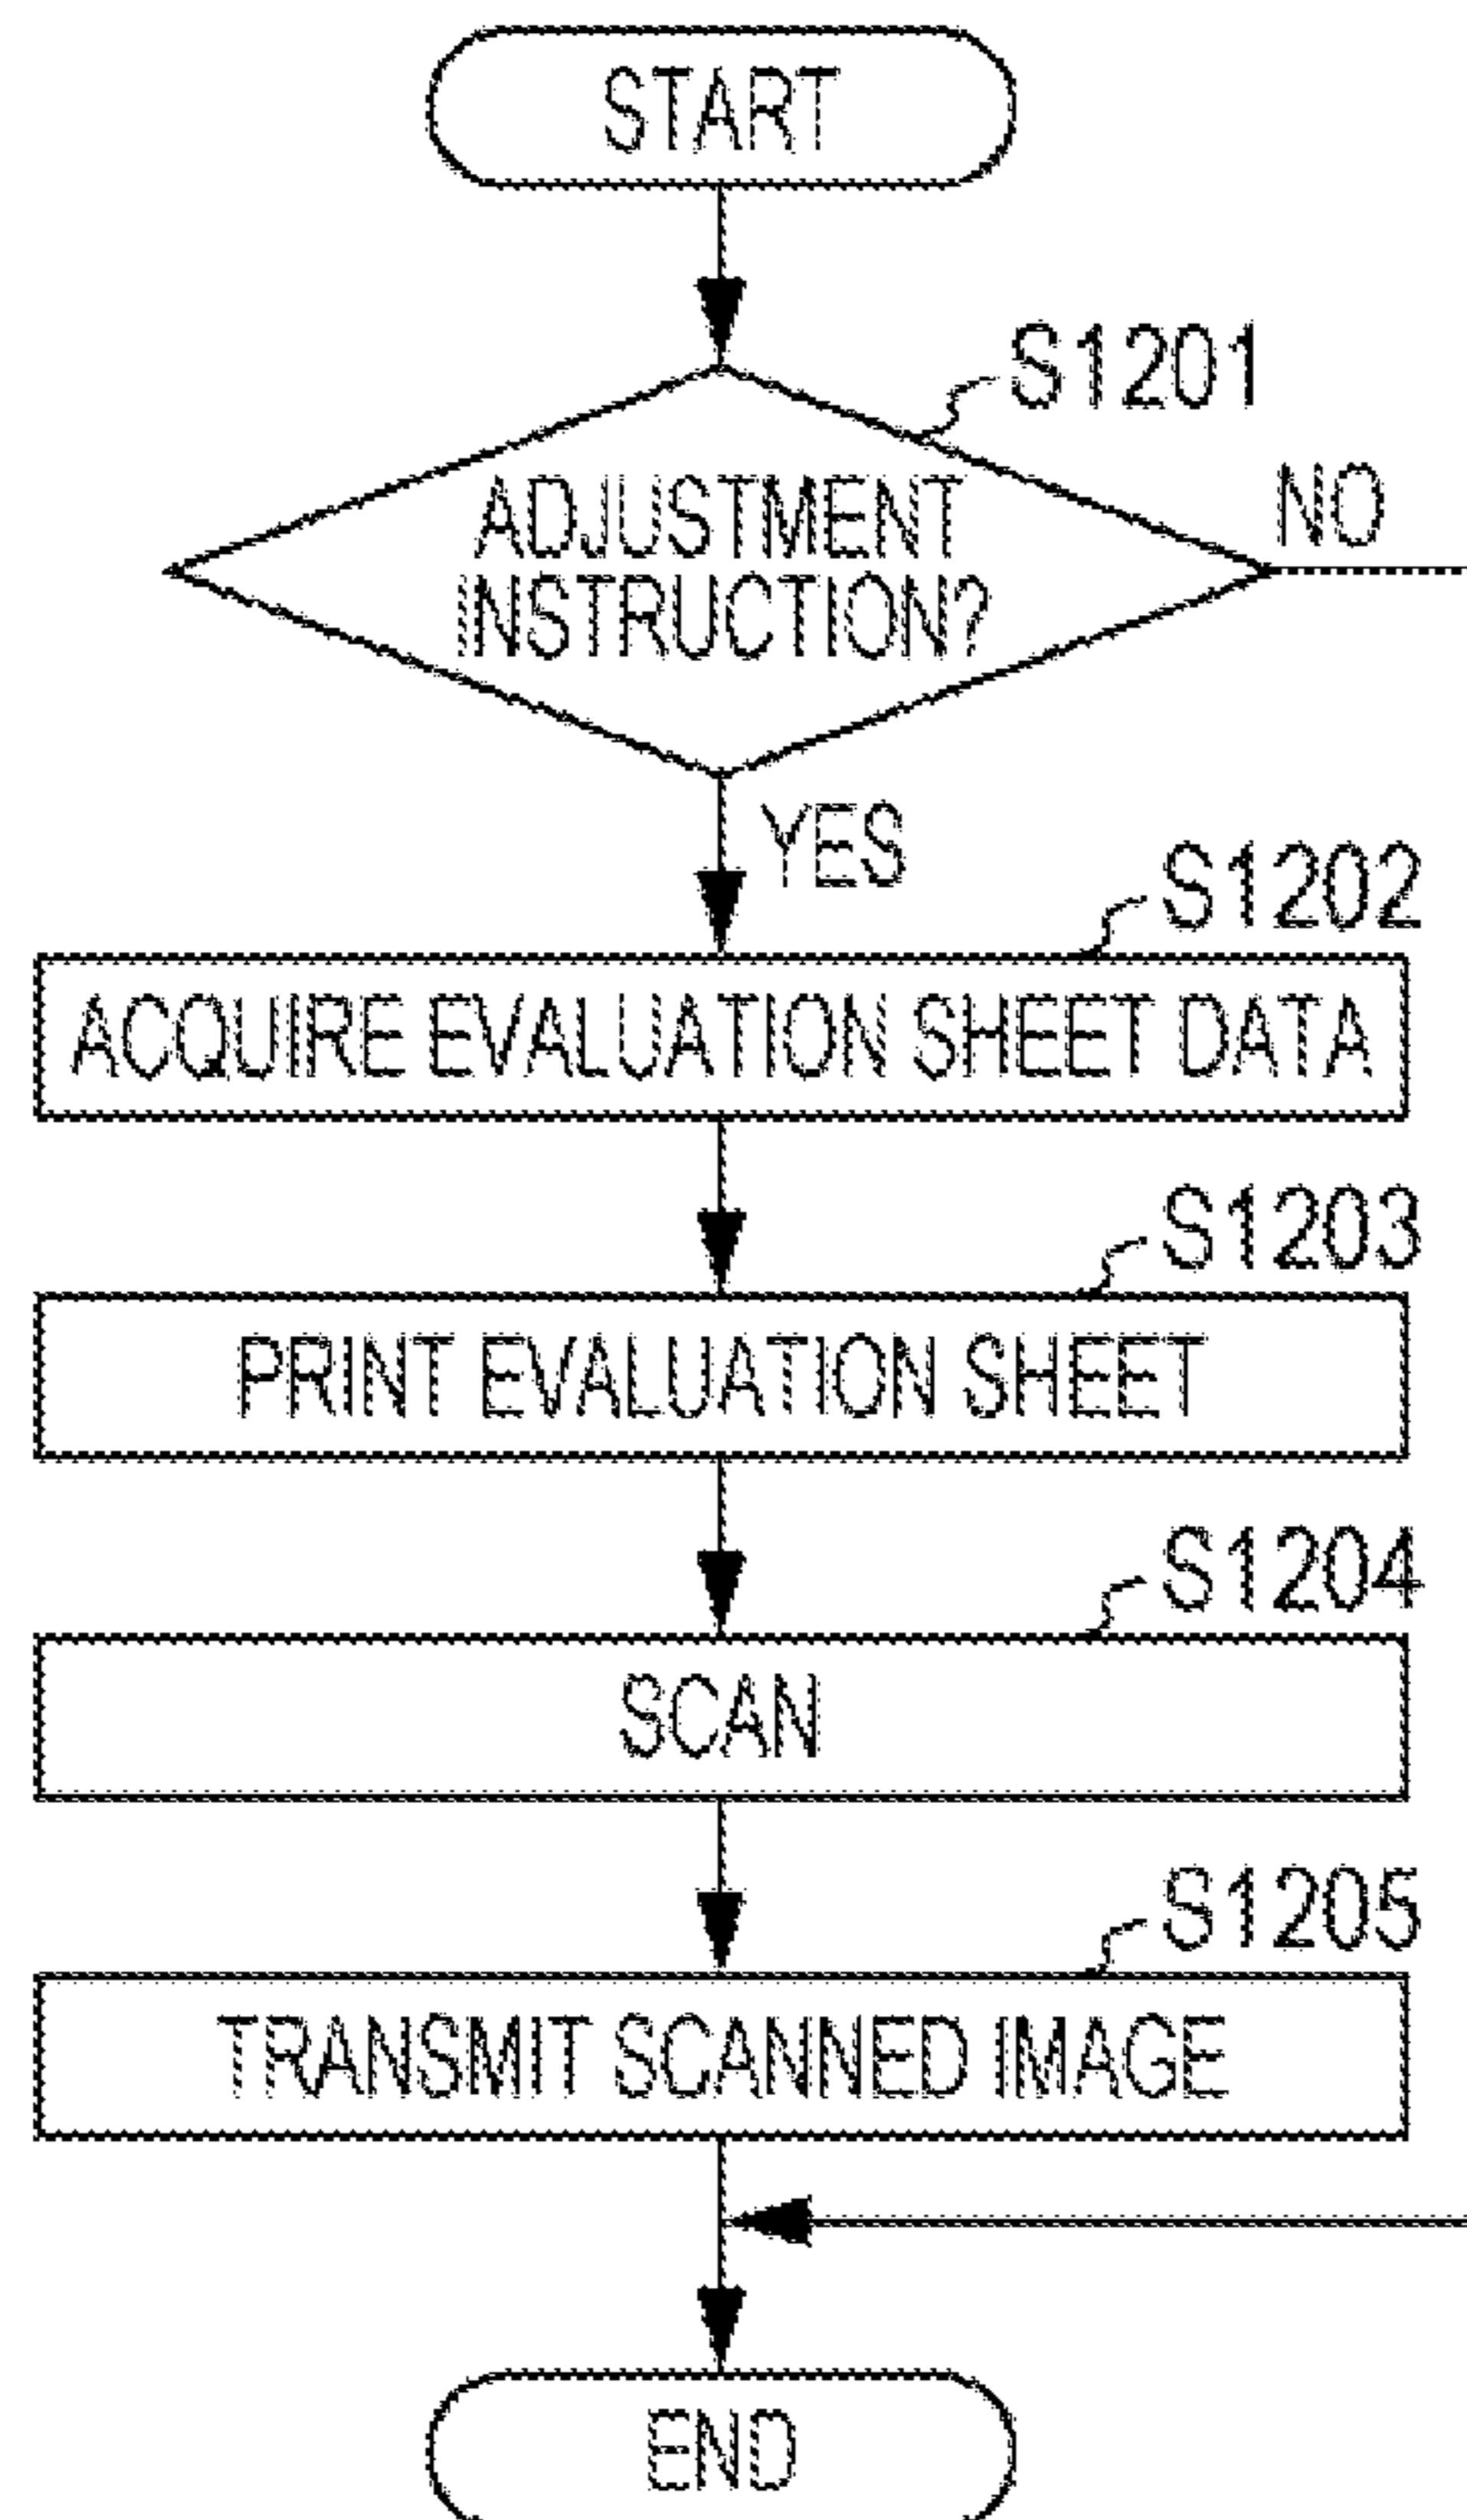 START
S1201
ADJUSTMENT
INSTRUCTION?
NO
YES
S1202
ACQUIRE EVALUATION SHEET DATA
S1203
PRINT EVALUATION SHEET
S1204
SCAN
S1205
TRANSMIT SCANNED IMAGE
END